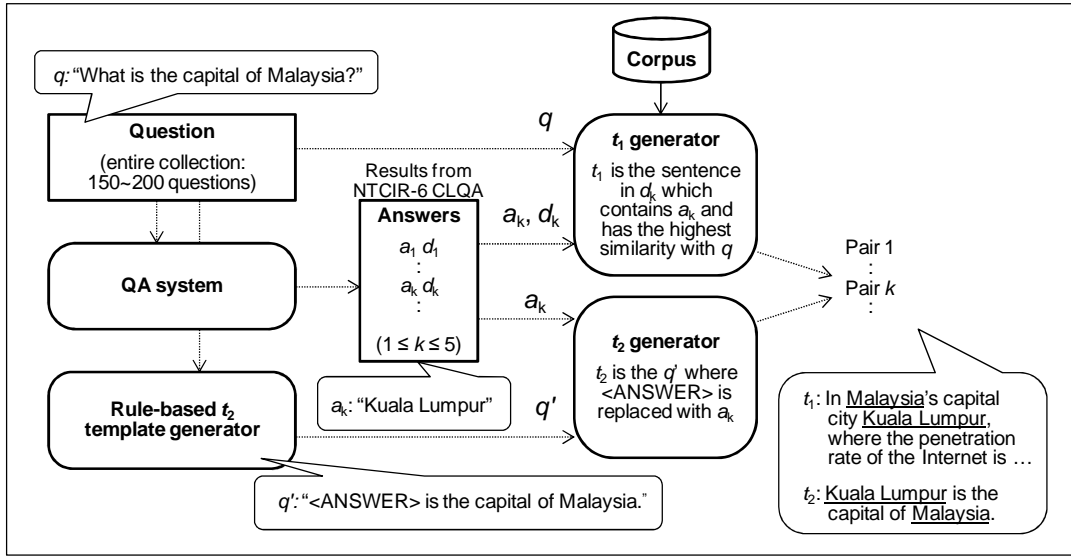 Corpus
q: “What is the capital of Malaysia?”
Question
(entire collection:
150~200 questions)
q
t1 generator
t1 is the sentence
in dk which
contains ak and
has the highest
similarity with q
Results from
NTCIR-6 CLQA
Answers
a1 d1
:
ak dk
:
(1 ≤ k ≤ 5)
ak, dk
QA system
ak
Pair 1
:
Pair k
:
t2 generator
t2 is the q’ where
<ANSWER> is
replaced with ak
Rule-based t2
template generator
ak: “Kuala Lumpur”
q'
t1: In Malaysia’s capital
city Kuala Lumpur,
where the penetration
rate of the Internet is …
t2: Kuala Lumpur is the
capital of Malaysia.
q’: “<ANSWER> is the capital of Malaysia.”